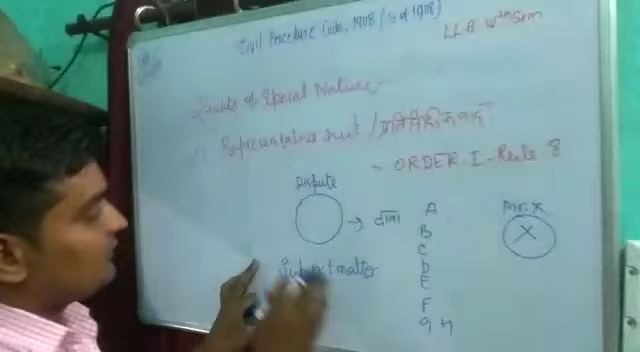 Civil Procedure Code, 1908 (5 of 1908)
LL.B Sem
Suits of Special Nature
1) Representative Suit / प्रतिनिधिक वाद
- ORDER-I-Rule 8
Dispute
→ दावा
Subject matter
A
B
C
D
E
F
G H
Mr. X
X